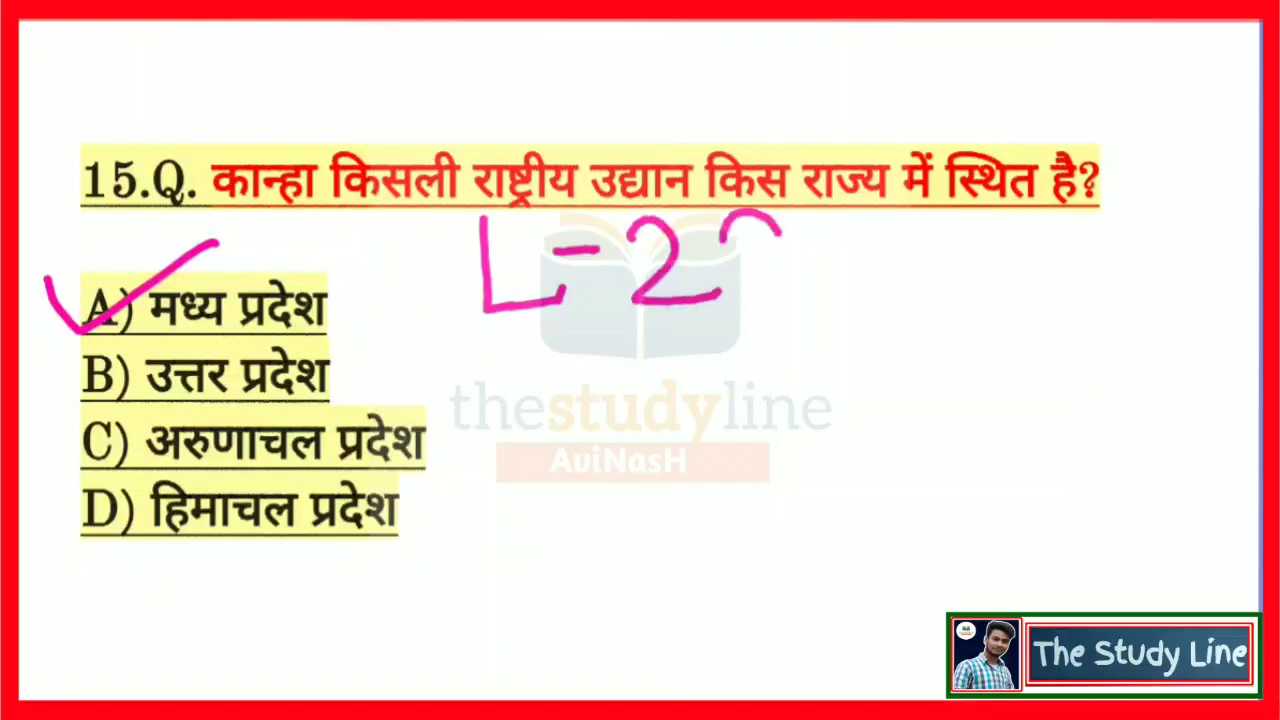 15.Q. कान्हा किसली राष्ट्रीय उद्यान किस राज्य में स्थित है?
L-2
A) मध्य प्रदेश
B) उत्तर प्रदेश
C) अरुणाचल प्रदेश
D) हिमाचल प्रदेश
thestudyline
AviNasH
The Study Line